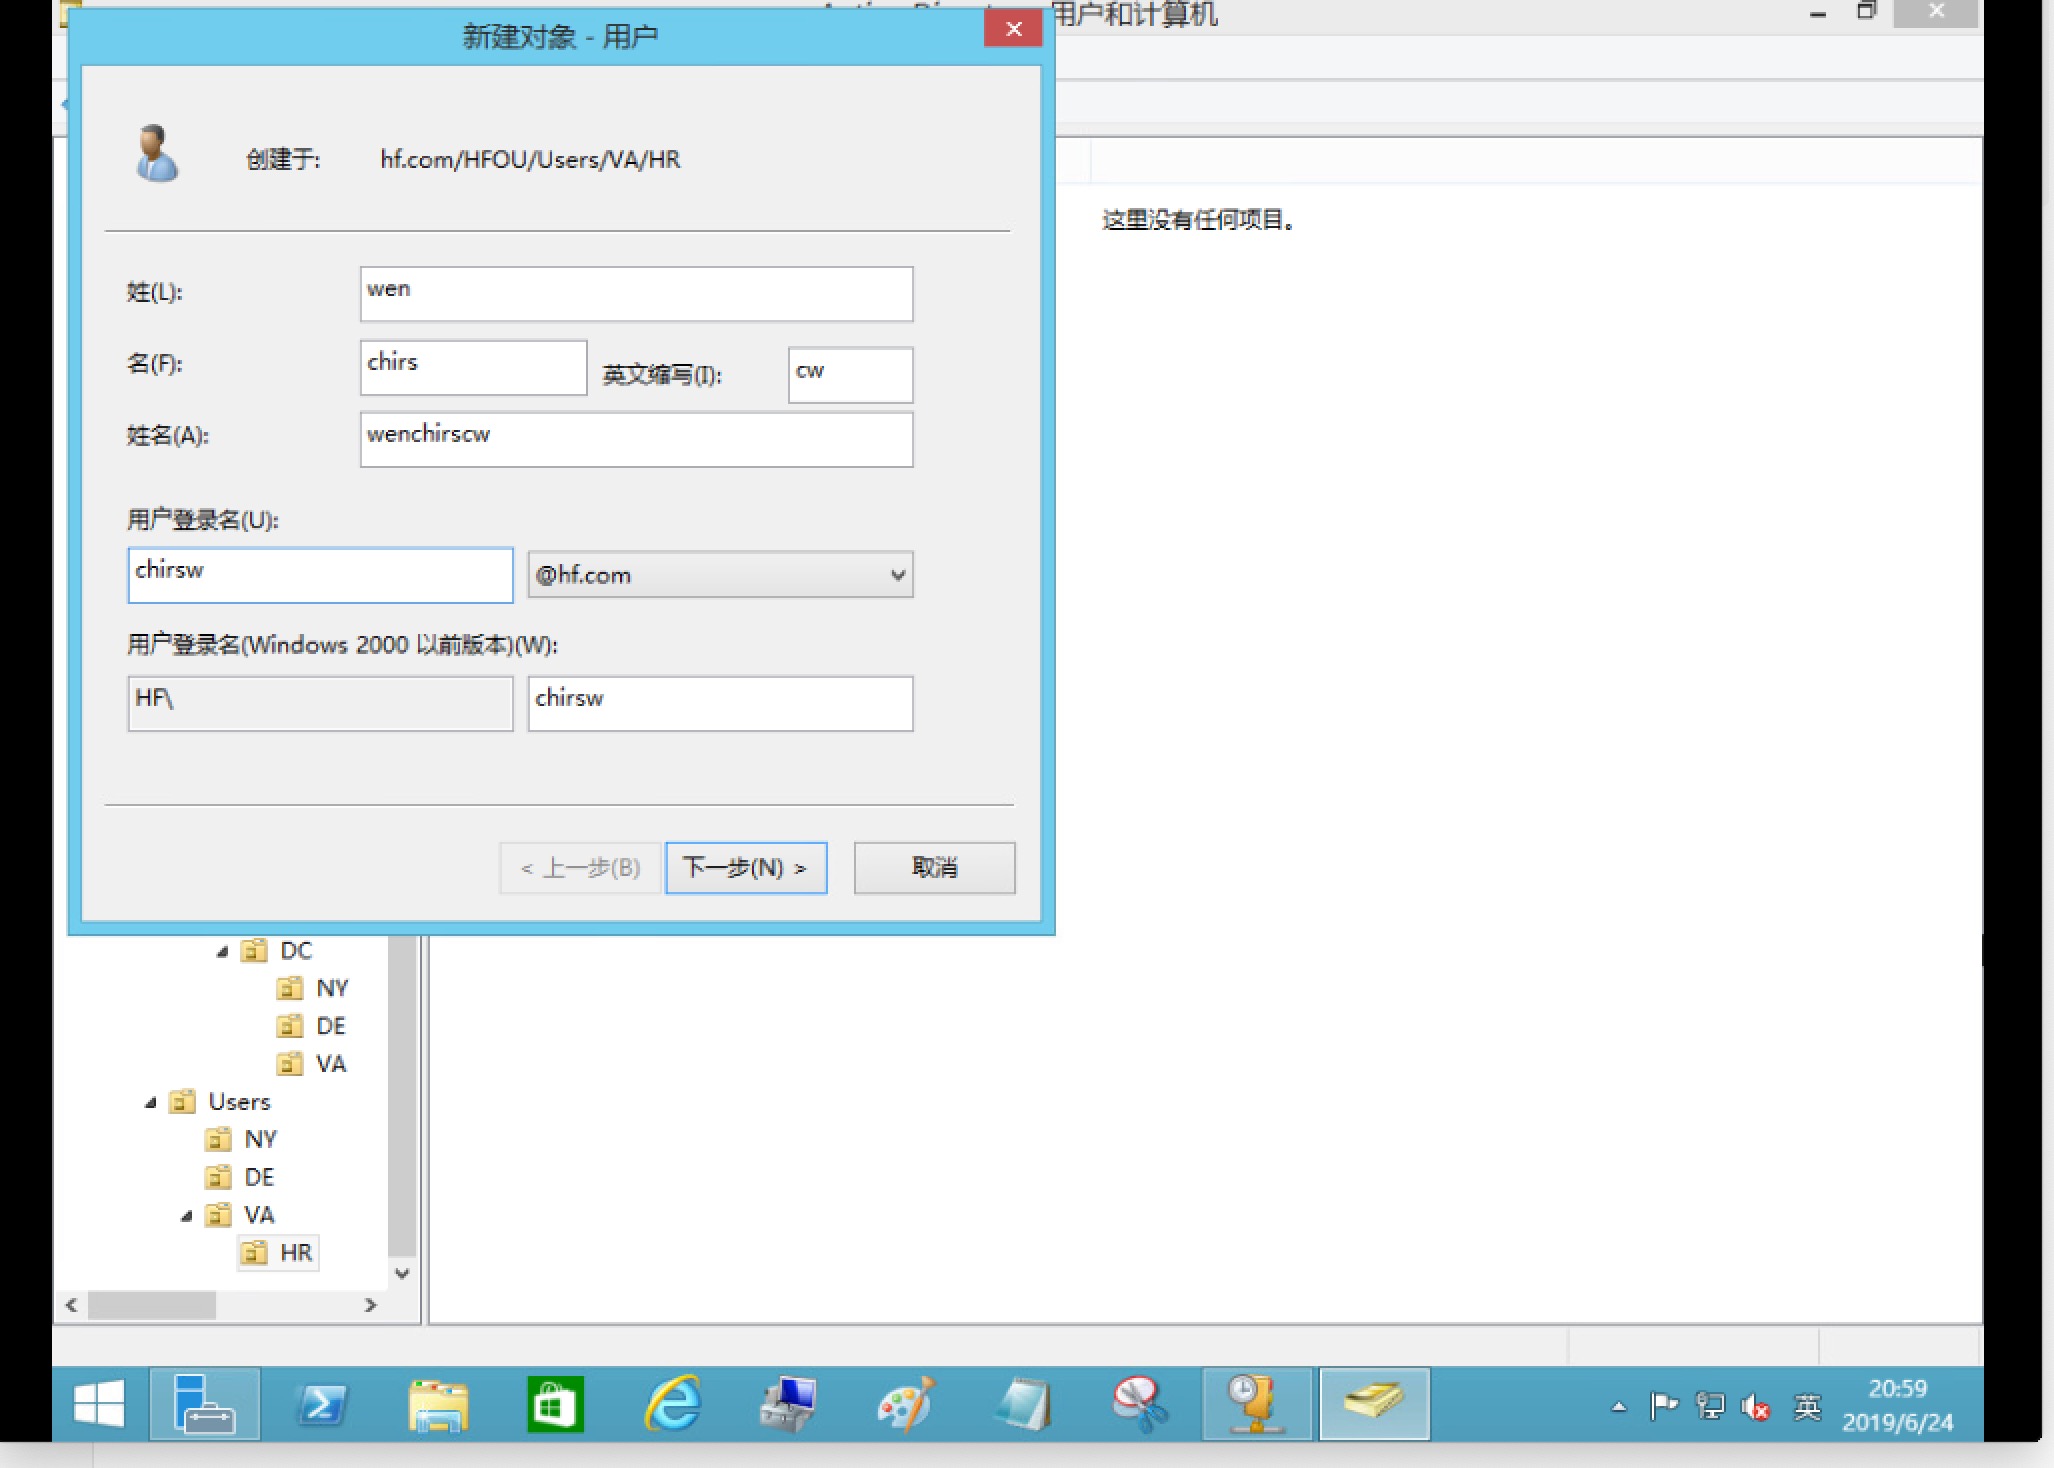 用户和计算机
新建对象 - 用户
创建于: hf.com/HFOU/Users/VA/HR
这里没有任何项目。
姓(L): wen
名(F): chirs 英文缩写(I): cw
姓名(A): wenchirscw
用户登录名(U):
chirsw @hf.com
用户登录名(Windows 2000 以前版本)(W):
HF\ chirsw
< 上一步(B) 下一步(N) > 取消
DC
NY
DE
VA
Users
NY
DE
VA
HR
英 20:59
2019/6/24